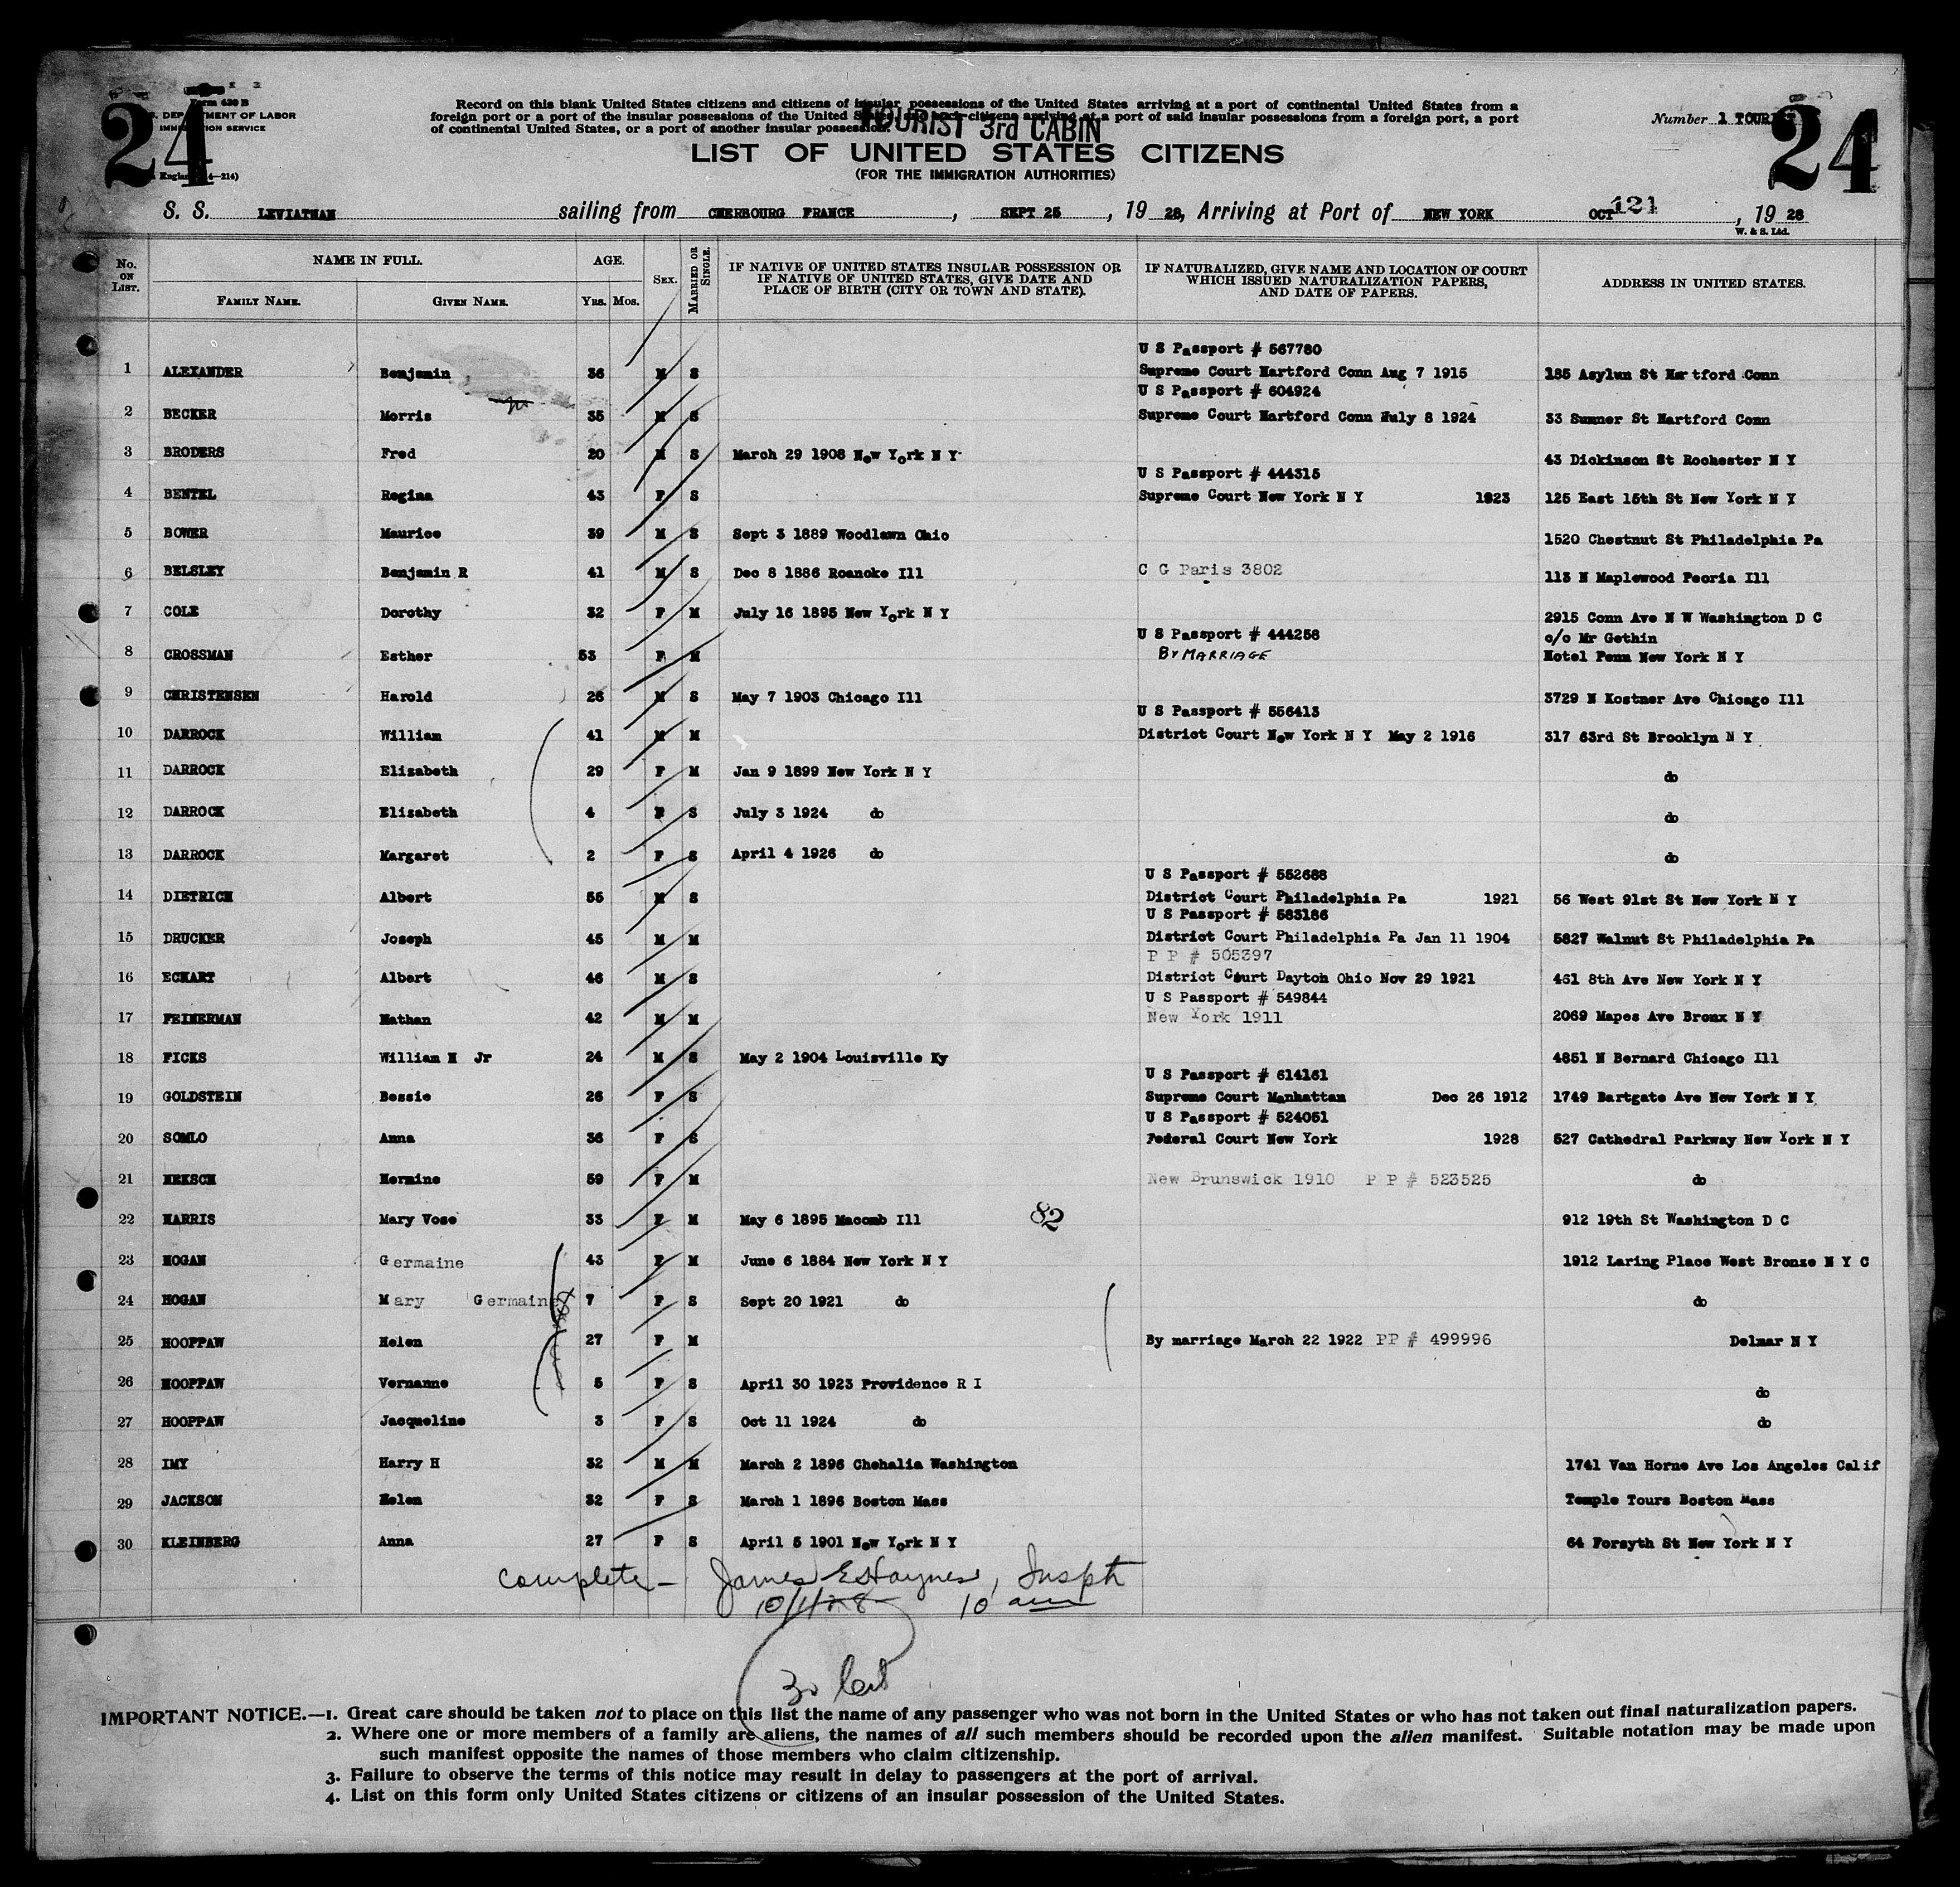 24
Form 630 B
DEPARTMENT OF LABOR
IMMIGRATION SERVICE
Record on this blank United States citizens and citizens of insular possessions of the United States arriving at a port of continental United States from a
foreign port or a port of the insular possessions of the United States, and such citizens arriving at a port of said insular possessions from a foreign port, a port
of continental United States, or a port of another insular possession.
TOURIST 3rd CABIN
Number 1 TOURIST
24
LIST OF UNITED STATES CITIZENS
(FOR THE IMMIGRATION AUTHORITIES)
S. S. LEVIATHAN sailing from CHERBOURG FRANCE, SEPT 25, 19 28, Arriving at Port of NEW YORK OCT 121, 19 28
W. & S. Ltd.
No. ON LIST. NAME IN FULL. FAMILY NAME. GIVEN NAME. AGE. Yrs. Mos. SEX. MARRIED OR SINGLE. IF NATIVE OF UNITED STATES INSULAR POSSESSION OR IF NATIVE OF UNITED STATES, GIVE DATE AND PLACE OF BIRTH (CITY OR TOWN AND STATE). IF NATURALIZED, GIVE NAME AND LOCATION OF COURT WHICH ISSUED NATURALIZATION PAPERS, AND DATE OF PAPERS. ADDRESS IN UNITED STATES.
U S Passport # 567780
1 ALEXANDER Benjamin 36 M S Supreme Court Hartford Conn Aug 7 1915 185 Asylum St Hartford Conn
U S Passport # 604924
2 BECKER Morris 35 M S Supreme Court Hartford Conn July 8 1924 33 Sumner St Hartford Conn
3 BRODERS Fred 20 M S March 29 1908 New York N Y 43 Dickinson St Rochester N Y
U S Passport # 444315
4 BENTEL Regina 43 F S Supreme Court New York N Y 1923 125 East 15th St New York N Y
5 BOWER Maurice 39 M S Sept 3 1889 Woodlawn Ohio 1520 Chestnut St Philadelphia Pa
6 BELSLEY Benjamin R 41 M S Dec 8 1886 Roanoke Ill C G Paris 3802 113 N Maplewood Peoria Ill
7 COLE Dorothy 32 F M July 16 1895 New York N Y 2915 Conn Ave N W Washington D C
U S Passport # 444258 c/o Mr Gethin
8 CROSSMAN Esther 53 F M By MARRIAGE Hotel Penn New York N Y
9 CHRISTENSEN Harold 26 M S May 7 1903 Chicago Ill 3729 N Kostner Ave Chicago Ill
U S Passport # 556413
10 DARROCK William 41 M M District Court New York N Y May 2 1916 317 63rd St Brooklyn N Y
11 DARROCK Elizabeth 29 F M Jan 9 1899 New York N Y do
12 DARROCK Elizabeth 4 F S July 3 1924 do do
13 DARROCK Margaret 2 F S April 4 1926 do do
U S Passport # 552688
14 DIETRICH Albert 55 M S District Court Philadelphia Pa 1921 56 West 91st St New York N Y
U S Passport # 583186
15 DRUCKER Joseph 45 M M District Court Philadelphia Pa Jan 11 1904 5827 Walnut St Philadelphia Pa
P P # 505397
16 ECKART Albert 46 M S District Court Dayton Ohio Nov 29 1921 461 8th Ave New York N Y
U S Passport # 549844
17 FEINERMAN Nathan 42 M M New York 1911 2069 Mapes Ave Bronx N Y
18 FICKS William H Jr 24 M S May 2 1904 Louisville Ky 4851 N Bernard Chicago Ill
U S Passport # 614161
19 GOLDSTEIN Bessie 26 F S Supreme Court Manhattan Dec 26 1912 1749 Bartgate Ave New York N Y
U S Passport # 524051
20 SOMLO Anna 36 F S Federal Court New York 1928 527 Cathedral Parkway New York N Y
21 HEKSCH Hermine 59 F M New Brunswick 1910 P P # 523525 do
22 HARRIS Mary Vose 33 F M May 6 1895 Macomb Ill 82 912 19th St Washington D C
23 HOGAN Germaine 43 F M June 6 1884 New York N Y 1912 Laring Place West Bronze N Y C
24 HOGAN Mary Germaine 7 F S Sept 20 1921 do do
25 HOOPPAW Helen 27 F M By marriage March 22 1922 PP # 499996 Delmar N Y
26 HOOPPAW Vernanne 5 F S April 30 1923 Providence R I do
27 HOOPPAW Jacqueline 3 F S Oct 11 1924 do do
28 IMY Harry H 32 M M March 2 1896 Chehalia Washington 1741 Van Horne Ave Los Angeles Calif
29 JACKSON Helen 32 F S March 1 1896 Boston Mass Temple Tours Boston Mass
30 KLEINBERG Anna 27 F S April 5 1901 New York N Y 64 Forsyth St New York N Y
complete - James E Haynes, Insptr
10/1/28 10 am
IMPORTANT NOTICE.—1. Great care should be taken not to place on this list the name of any passenger who was not born in the United States or who has not taken out final naturalization papers.
2. Where one or more members of a family are aliens, the names of all such members should be recorded upon the alien manifest. Suitable notation may be made upon
such manifest opposite the names of those members who claim citizenship.
3. Failure to observe the terms of this notice may result in delay to passengers at the port of arrival.
4. List on this form only United States citizens or citizens of an insular possession of the United States.